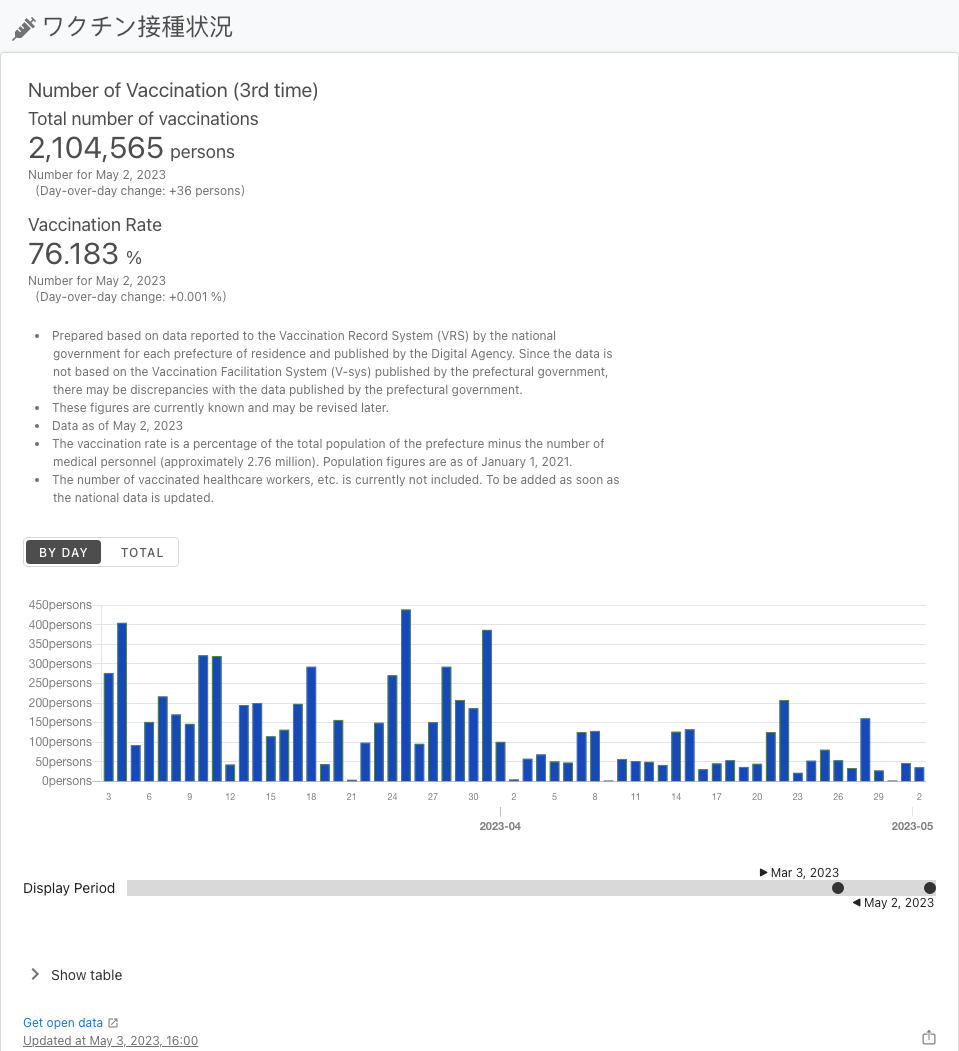 ワクチン接種状況
Number of Vaccination (3rd time)
Total number of vaccinations
2,104,565 persons
Number for May 2, 2023
(Day-over-day change: +36 persons)
Vaccination Rate
76.183 %
Number for May 2, 2023
(Day-over-day change: +0.001 %)
• Prepared based on data reported to the Vaccination Record System (VRS) by the national
government for each prefecture of residence and published by the Digital Agency. Since the data is
not based on the Vaccination Facilitation System (V-sys) published by the prefectural government,
there may be discrepancies with the data published by the prefectural government.
• These figures are currently known and may be revised later.
• Data as of May 2, 2023
• The vaccination rate is a percentage of the total population of the prefecture minus the number of
medical personnel (approximately 2.76 million). Population figures are as of January 1, 2021.
• The number of vaccinated healthcare workers, etc. is currently not included. To be added as soon as
the national data is updated.
BY DAY TOTAL
450persons
400persons
350persons
300persons
250persons
200persons
150persons
100persons
50persons
0persons
3 6 9 12 15 18 21 24 27 30 2 5 8 11 14 17 20 23 26 29 2
2023-04 2023-05
Mar 3, 2023
Display Period
May 2, 2023
Show table
Get open data
Updated at May 3, 2023, 16:00